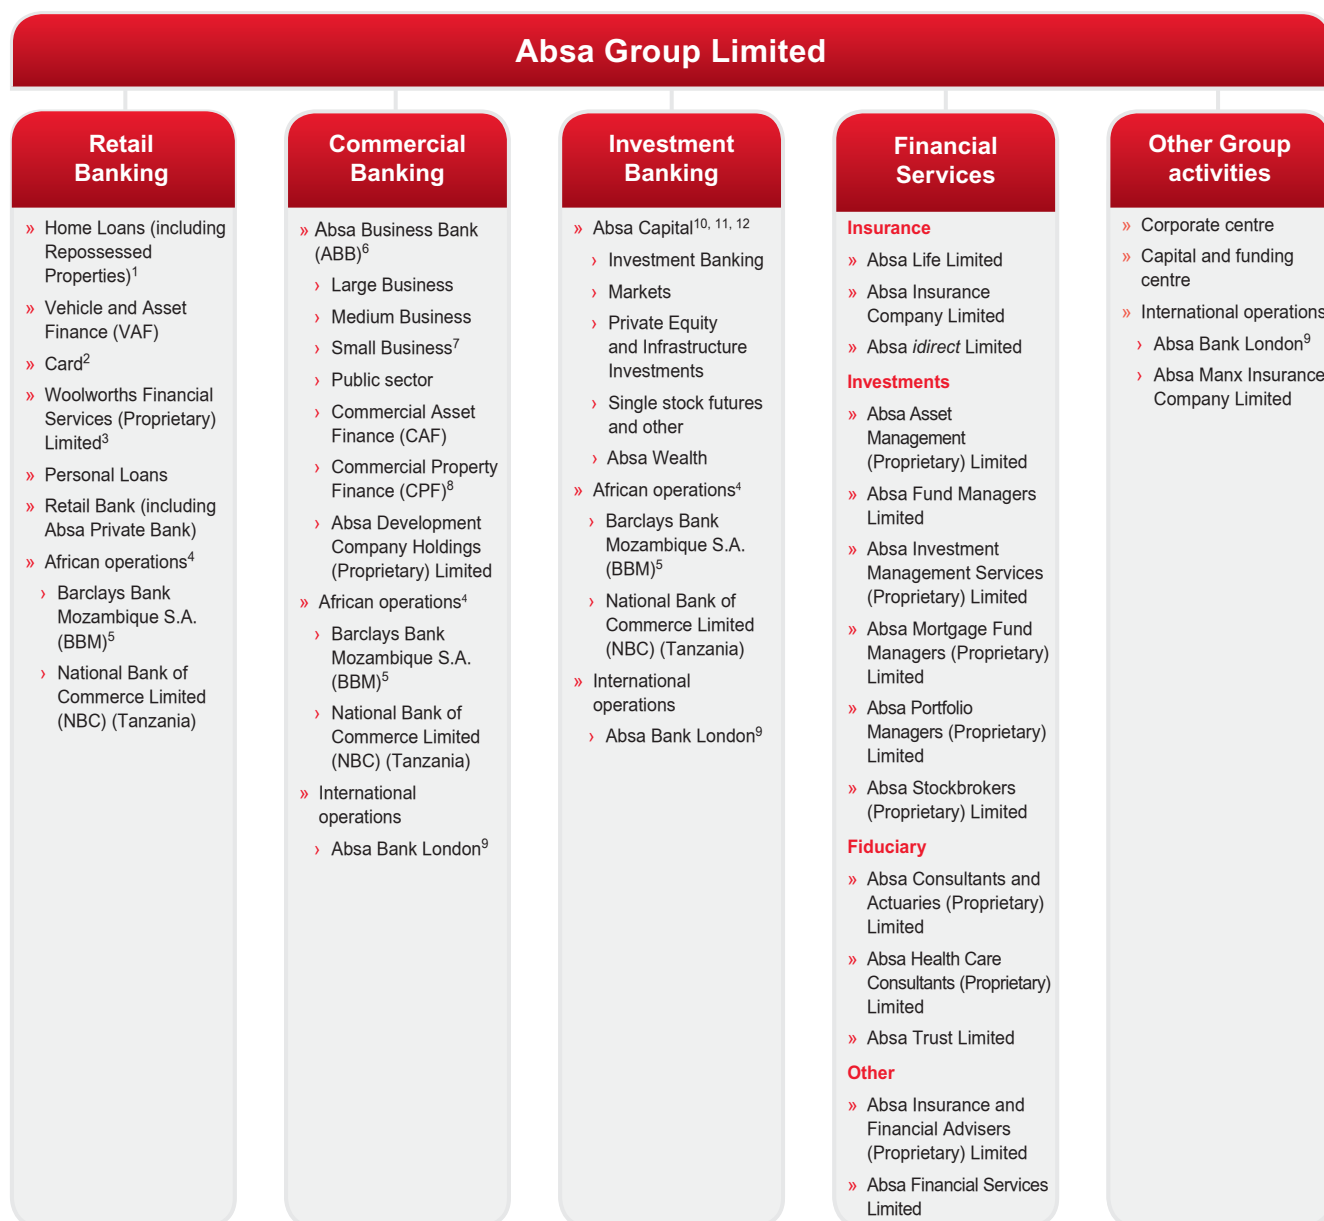 Absa Group Limited
Retail
Banking
» Home Loans (including
Repossessed
Properties)1
» Vehicle and Asset
Finance (VAF)
» Card2
» Woolworths Financial
Services (Proprietary)
Limited3
» Personal Loans
» Retail Bank (including
Absa Private Bank)
» African operations4
› Barclays Bank
Mozambique S.A.
(BBM)5
› National Bank of
Commerce Limited
(NBC) (Tanzania)
Commercial
Banking
» Absa Business Bank
(ABB)6
› Large Business
› Medium Business
› Small Business7
› Public sector
› Commercial Asset
Finance (CAF)
› Commercial Property
Finance (CPF)8
› Absa Development
Company Holdings
(Proprietary) Limited
» African operations4
› Barclays Bank
Mozambique S.A.
(BBM)5
› National Bank of
Commerce Limited
(NBC) (Tanzania)
» International
operations
› Absa Bank London9
Investment
Banking
» Absa Capital10, 11, 12
› Investment Banking
› Markets
› Private Equity
and Infrastructure
Investments
› Single stock futures
and other
› Absa Wealth
» African operations4
› Barclays Bank
Mozambique S.A.
(BBM)5
› National Bank of
Commerce Limited
(NBC) (Tanzania)
» International
operations
› Absa Bank London9
Financial
Services
Insurance
» Absa Life Limited
» Absa Insurance
Company Limited
» Absa idirect Limited
Investments
» Absa Asset
Management
(Proprietary) Limited
» Absa Fund Managers
Limited
» Absa Investment
Management Services
(Proprietary) Limited
» Absa Mortgage Fund
Managers (Proprietary)
Limited
» Absa Portfolio
Managers (Proprietary)
Limited
» Absa Stockbrokers
(Proprietary) Limited
Fiduciary
» Absa Consultants and
Actuaries (Proprietary)
Limited
» Absa Health Care
Consultants (Proprietary)
Limited
» Absa Trust Limited
Other
» Absa Insurance and
Financial Advisers
(Proprietary) Limited
» Absa Financial Services
Limited
Other Group
activities
» Corporate centre
» Capital and funding
centre
» International operations
› Absa Bank London9
› Absa Manx Insurance
Company Limited